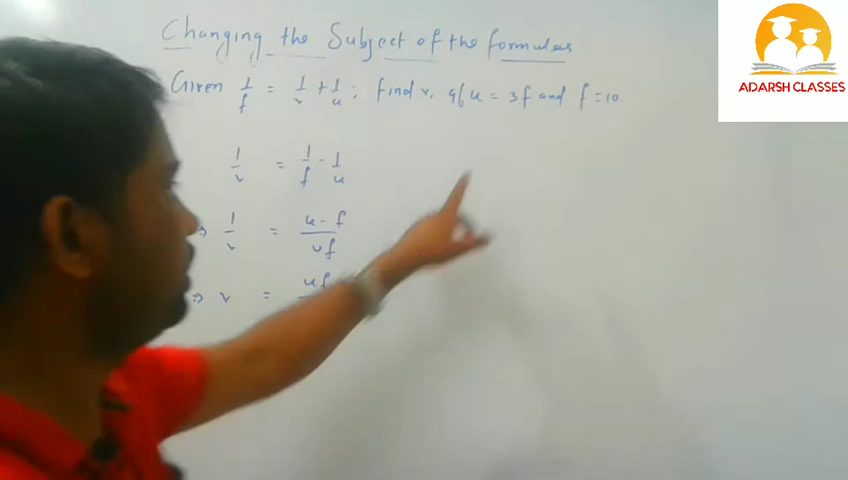 Changing the Subject of the formulas
Given 1/f = 1/v + 1/u ; find v, if u = 3f and f = 10.
1/v = 1/f - 1/u
⇒ 1/v = u - f / uf
⇒ v = uf
ADARSH CLASSES